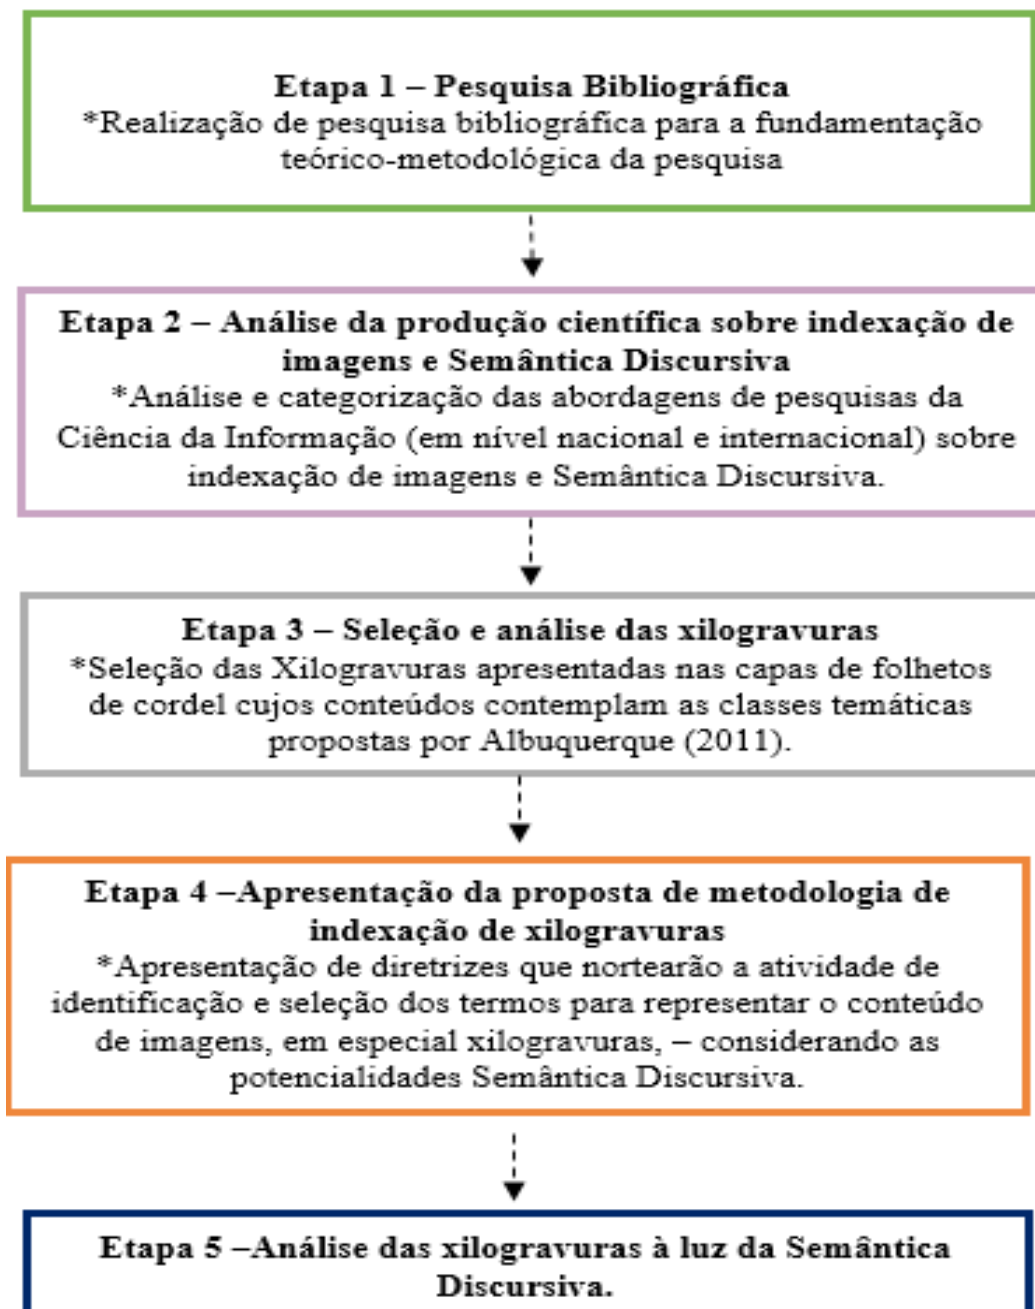 Etapa 1 – Pesquisa Bibliográfica
*Realização de pesquisa bibliográfica para a fundamentação
teórico-metodológica da pesquisa
Etapa 2 – Análise da produção científica sobre indexação de
imagens e Semântica Discursiva
*Análise e categorização das abordagens de pesquisas da
Ciência da Informação (em nível nacional e internacional) sobre
indexação de imagens e Semântica Discursiva.
Etapa 3 – Seleção e análise das xilogravuras
*Seleção das Xilogravuras apresentadas nas capas de folhetos
de cordel cujos conteúdos contemplam as classes temáticas
propostas por Albuquerque (2011).
Etapa 4 –Apresentação da proposta de metodologia de
indexação de xilogravuras
*Apresentação de diretrizes que nortearão a atividade de
identificação e seleção dos termos para representar o conteúdo
de imagens, em especial xilogravuras, – considerando as
potencialidades Semântica Discursiva.
Etapa 5 –Análise das xilogravuras à luz da Semântica
Discursiva.